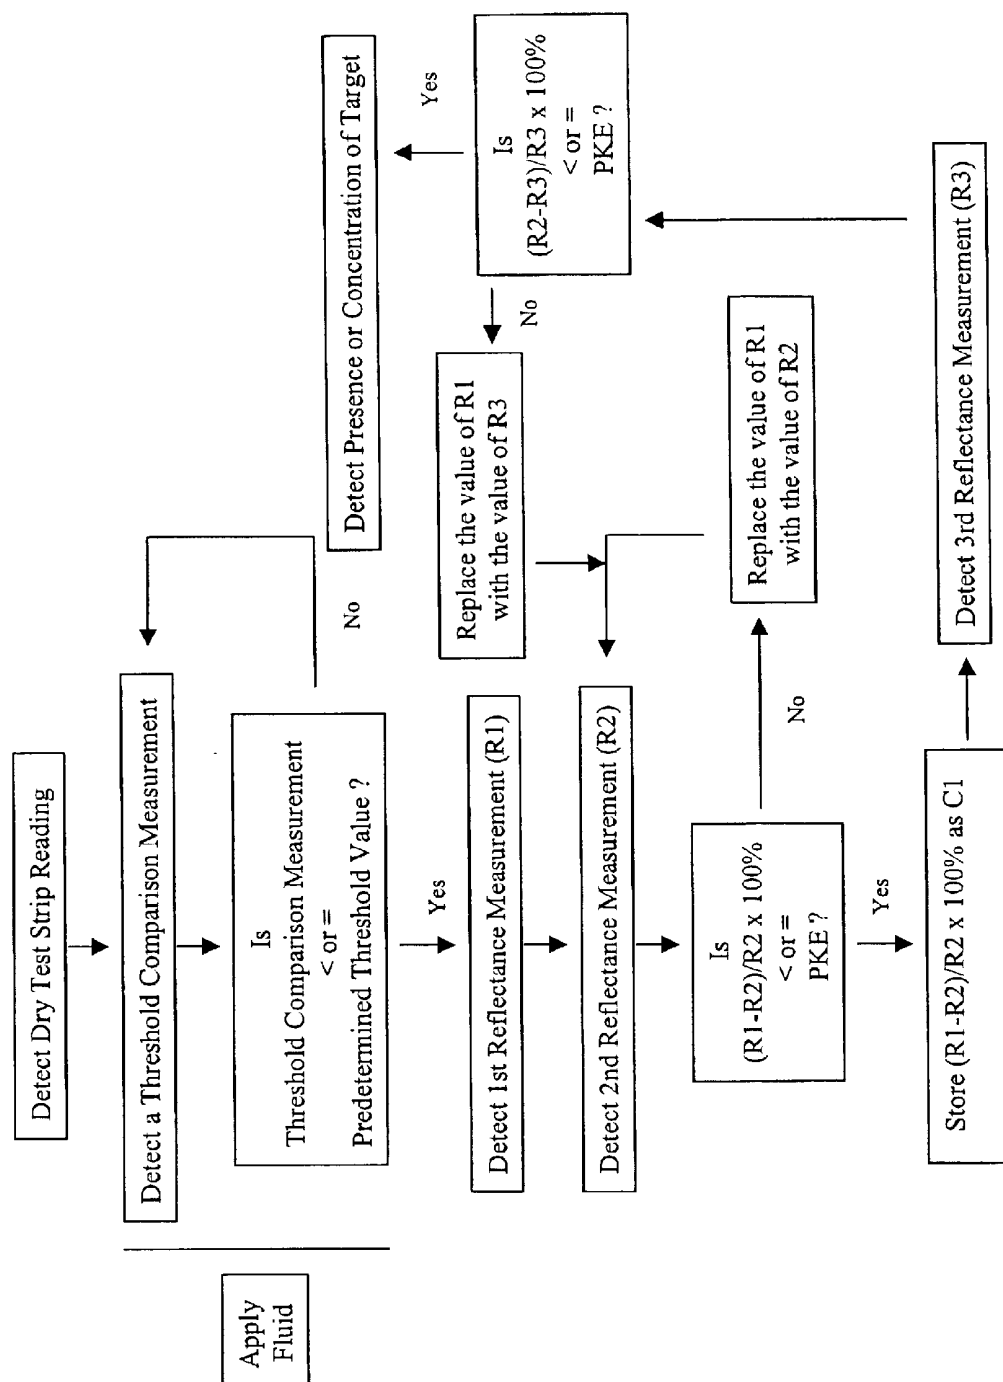 Detect Dry Test Strip Reading
Detect a Threshold Comparison Measurement
Apply
Fluid
Is
Threshold Comparison Measurement
< or =
Predetermined Threshold Value ?
No
Yes
Detect 1st Reflectance Measurement (R1)
Detect 2nd Reflectance Measurement (R2)
Is
(R1-R2)/R2 x 100%
< or =
PKE ?
No
Replace the value of R1
with the value of R2
Yes
Store (R1-R2)/R2 x 100% as C1
Detect 3rd Reflectance Measurement (R3)
Is
(R2-R3)/R3 x 100%
< or =
PKE ?
No
Replace the value of R1
with the value of R3
Yes
Detect Presence or Concentration of Target